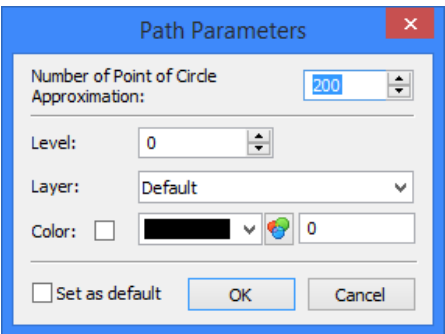 Path Parameters
Number of Point of Circle
Approximation:
200
Level:
0
Layer:
Default
Color:
0
Set as default
OK
Cancel